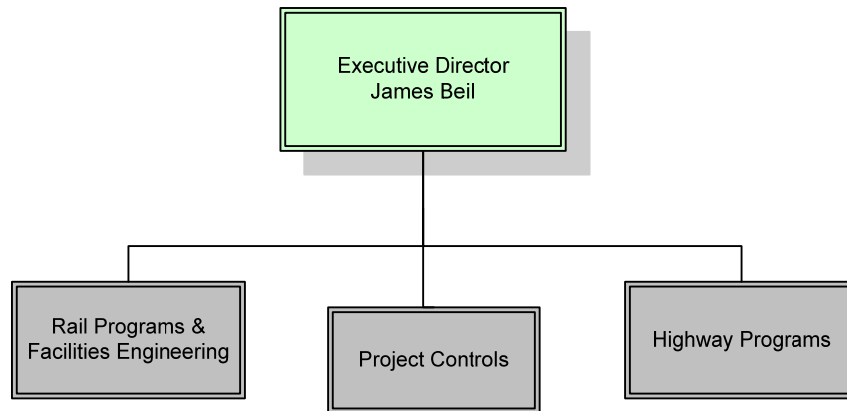 Executive Director
James Beil
Rail Programs &
Facilities Engineering
Project Controls
Highway Programs